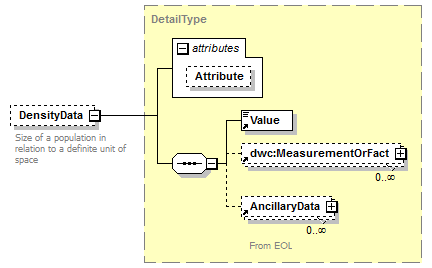 DetailType
attributes
Attribute
DensityData
Size of a population in
relation to a definite unit of
space
Value
dwc:MeasurementOrFact
0..∞
AncillaryData
0..∞
From EOL